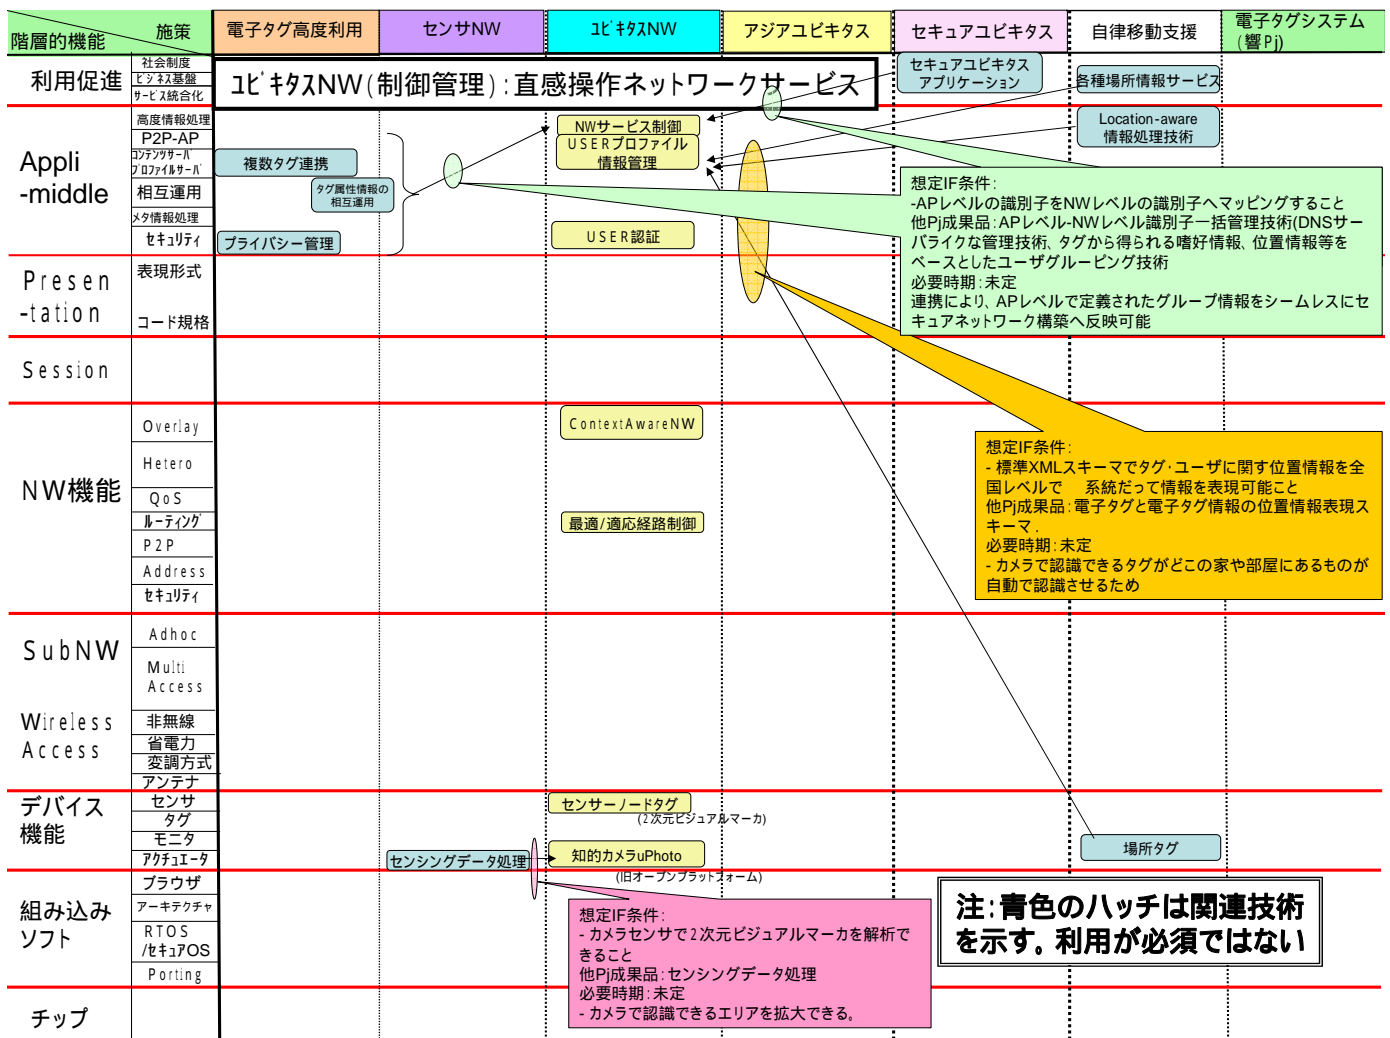 階層的機能
施策
電子タグ高度利用
センサNW
ﾕﾋﾞｷﾀｽNW
アジアユビキタス
セキュアユビキタス
自律移動支援
電子タグシステム
(響Pj)
利用促進
社会制度
ﾋﾞｼﾞﾈｽ基盤
ｻｰﾋﾞｽ統合化
ﾕﾋﾞｷﾀｽNW(制御管理):直感操作ネットワークサービス
セキュアユビキタス
アプリケーション
各種場所情報サービス
Appli
-middle
高度情報処理
P2P-AP
ｺﾝﾃﾝﾂｻｰﾊﾞ
ﾌﾟﾛﾌｧｲﾙｻｰﾊﾞ
相互運用
ﾒﾀ情報処理
ｾｷｭﾘﾃｨ
複数タグ連携
タグ属性情報の
相互運用
プライバシー管理
NWサービス制御
USERプロファイル
情報管理
USER認証
Location-aware
情報処理技術
想定IF条件:
-APレベルの識別子をNWレベルの識別子へマッピングすること
他Pj成果品:APレベル-NWレベル識別子一括管理技術(DNSサー
バライクな管理技術、タグから得られる嗜好情報、位置情報等を
ベースとしたユーザグルーピング技術
必要時期:未定
連携により、APレベルで定義されたグループ情報をシームレスにセ
キュアネットワーク構築へ反映可能
Presen
-tation
表現形式
コード規格
Session
NW機能
Overlay
Hetero
QoS
ﾙｰﾃｨﾝｸﾞ
P2P
Address
ｾｷｭﾘﾃｨ
ContextAwareNW
最適/適応経路制御
想定IF条件:
- 標準XMLスキーマでタグ・ユーザに関す位置情報を全
国レベルで 系統だって情報を表現可能こと
他Pj成果品:電子タグと電子タグ情報の位置情報表現ス
キーマ.
必要時期:未定
- カメラで認識できるタグがどこの家や部屋にあるものが
自動で認識させるため
SubNW
Adhoc
Multi
Access
Wireless
Access
非無線
省電力
変調方式
アンテナ
デバイス
機能
センサ
タグ
モニタ
ｱｸﾁｭｴｰﾀ
センサーノードタグ
(2次元ビジュアルマーカ)
センシングデータ処理
知的カメラuPhoto
(旧オープンプラットフォーム)
場所タグ
組み込み
ソフト
ブラウザ
アーキテクチャ
RTOS
/ｾｷｭｱOS
Porting
想定IF条件:
- カメラセンサで2次元ビジュアルマーカを解析で
きること
他Pj成果品:センシングデータ処理
必要時期:未定
- カメラで認識できるエリアを拡大できる。
注:青色のハッチは関連技術
を示す。利用が必須ではない
チップ